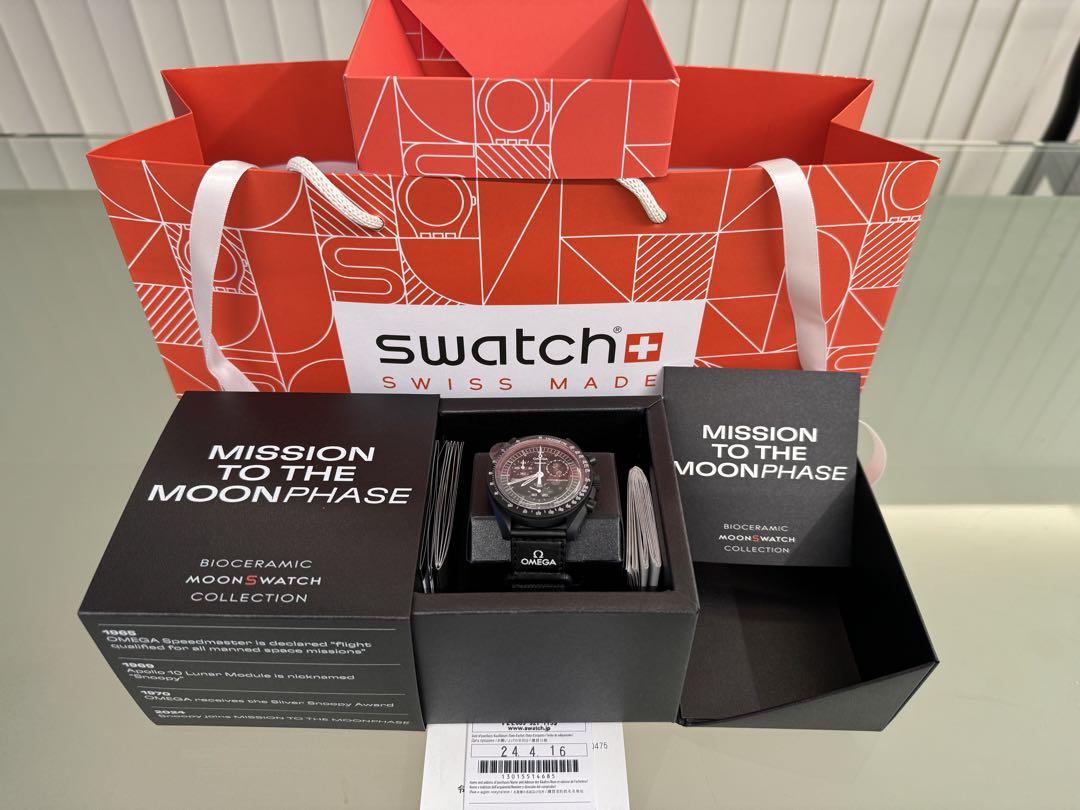 swatch®
SWISS MADE
MISSION
TO THE
MOONPHASE
BIOCERAMIC
MOONSWATCH
COLLECTION
1965
OMEGA Speedmaster is declared "flight
qualified for all manned space missions"
1969
Apollo 10 Lunar Module is nicknamed
"Snoopy"
1970
OMEGA receives the Silver Snoopy Award
2024
Snoopy joins MISSION TO THE MOONPHASE
Ω
OMEGA
MISSION
TO THE
MOONPHASE
BIOCERAMIC
MOONSWATCH
COLLECTION
www.swatch.jp
24. 4. 16
0475
13015514685